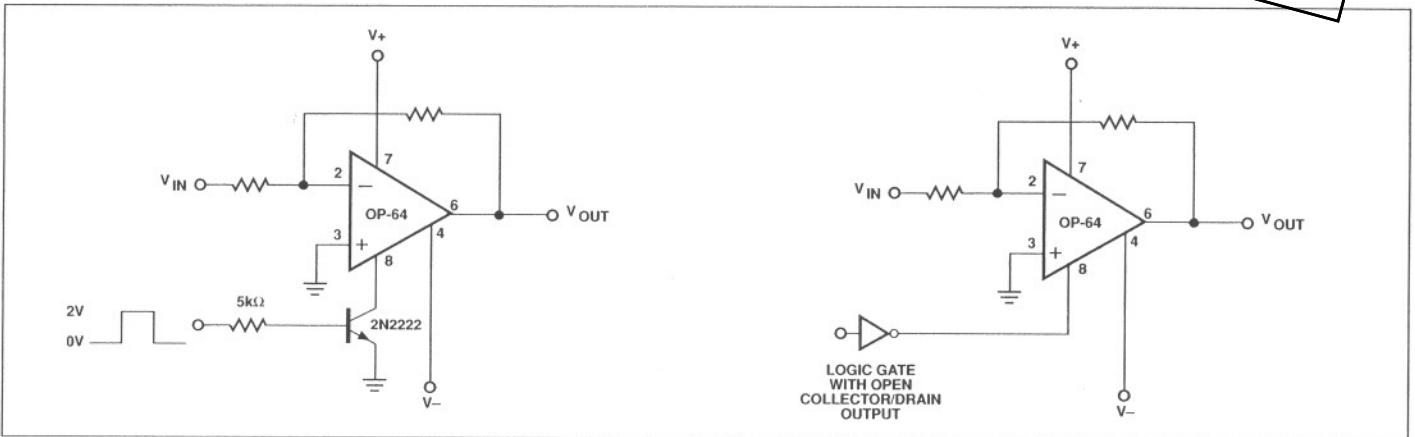 V+
7
2
−
V IN
OP-64
6
V OUT
4
3
+
8
5kΩ
2V
0V
2N2222
V−
V+
7
2
−
V IN
OP-64
6
V OUT
4
3
+
8
LOGIC GATE
WITH OPEN
COLLECTOR/DRAIN
OUTPUT
V−